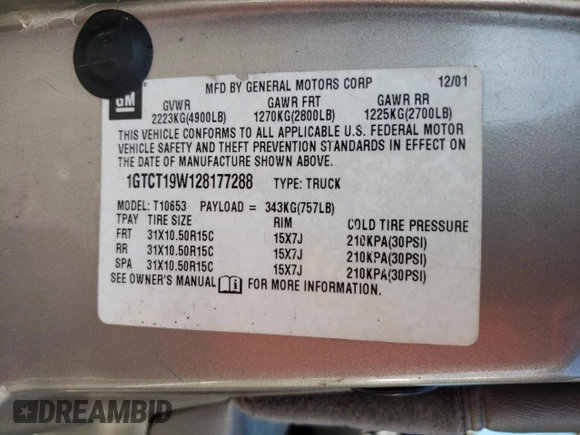 MFD BY GENERAL MOTORS CORP 12/01
GM
GVWR GAWR FRT GAWR RR
2223KG(4900LB) 1270KG(2800LB) 1225KG(2700LB)
THIS VEHICLE CONFORMS TO ALL APPLICABLE U.S. FEDERAL MOTOR
VEHICLE SAFETY AND THEFT PREVENTION STANDARDS IN EFFECT ON
THE DATE OF MANUFACTURE SHOWN ABOVE.
1GTCT19W128177288 TYPE: TRUCK
MODEL: T10653 PAYLOAD = 343KG(757LB)
TPAY TIRE SIZE RIM COLD TIRE PRESSURE
FRT 31X10.50R15C 15X7J 210KPA(30PSI)
RR 31X10.50R15C 15X7J 210KPA(30PSI)
SPA 31X10.50R15C 15X7J 210KPA(30PSI)
SEE OWNER'S MANUAL FOR MORE INFORMATION.
DREAMBID